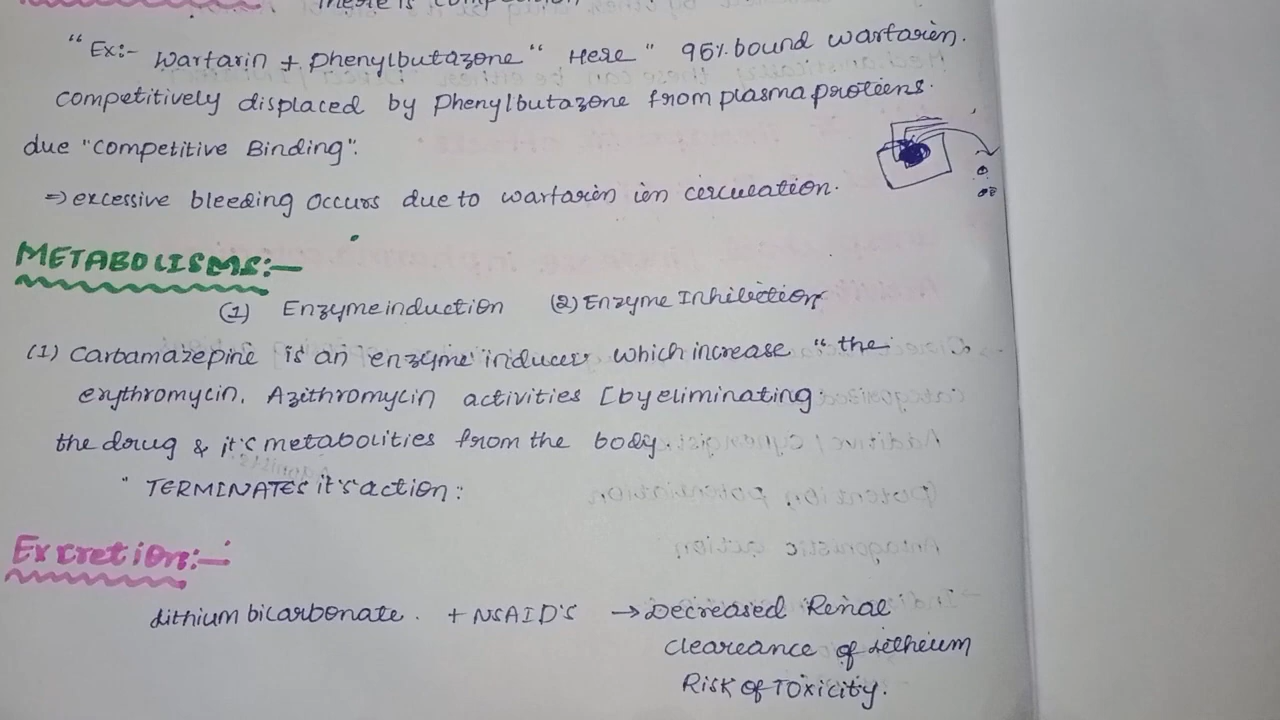 There is
"Ex:- Warfarin + Phenylbutazone" Here " 96% bound warfarin.
competitively displaced by Phenylbutazone from plasma proteins.
due "competitive Binding".
⇒ excessive bleeding occurs due to warfarin in circulation.
METABOLISMS:-
(1) Enzyme induction (2) Enzyme Inhibition
(1) Carbamazepine is an enzyme inducer which increase "the
erythromycin. Azithromycin activities [by eliminating
the drug & it's metabolities from the body.
" TERMINATES it's action:
Excretion:-
Lithium bicarbonate. + NSAID'S → Decreased Renal
Clearance of Lithium
Risk of Toxicity.